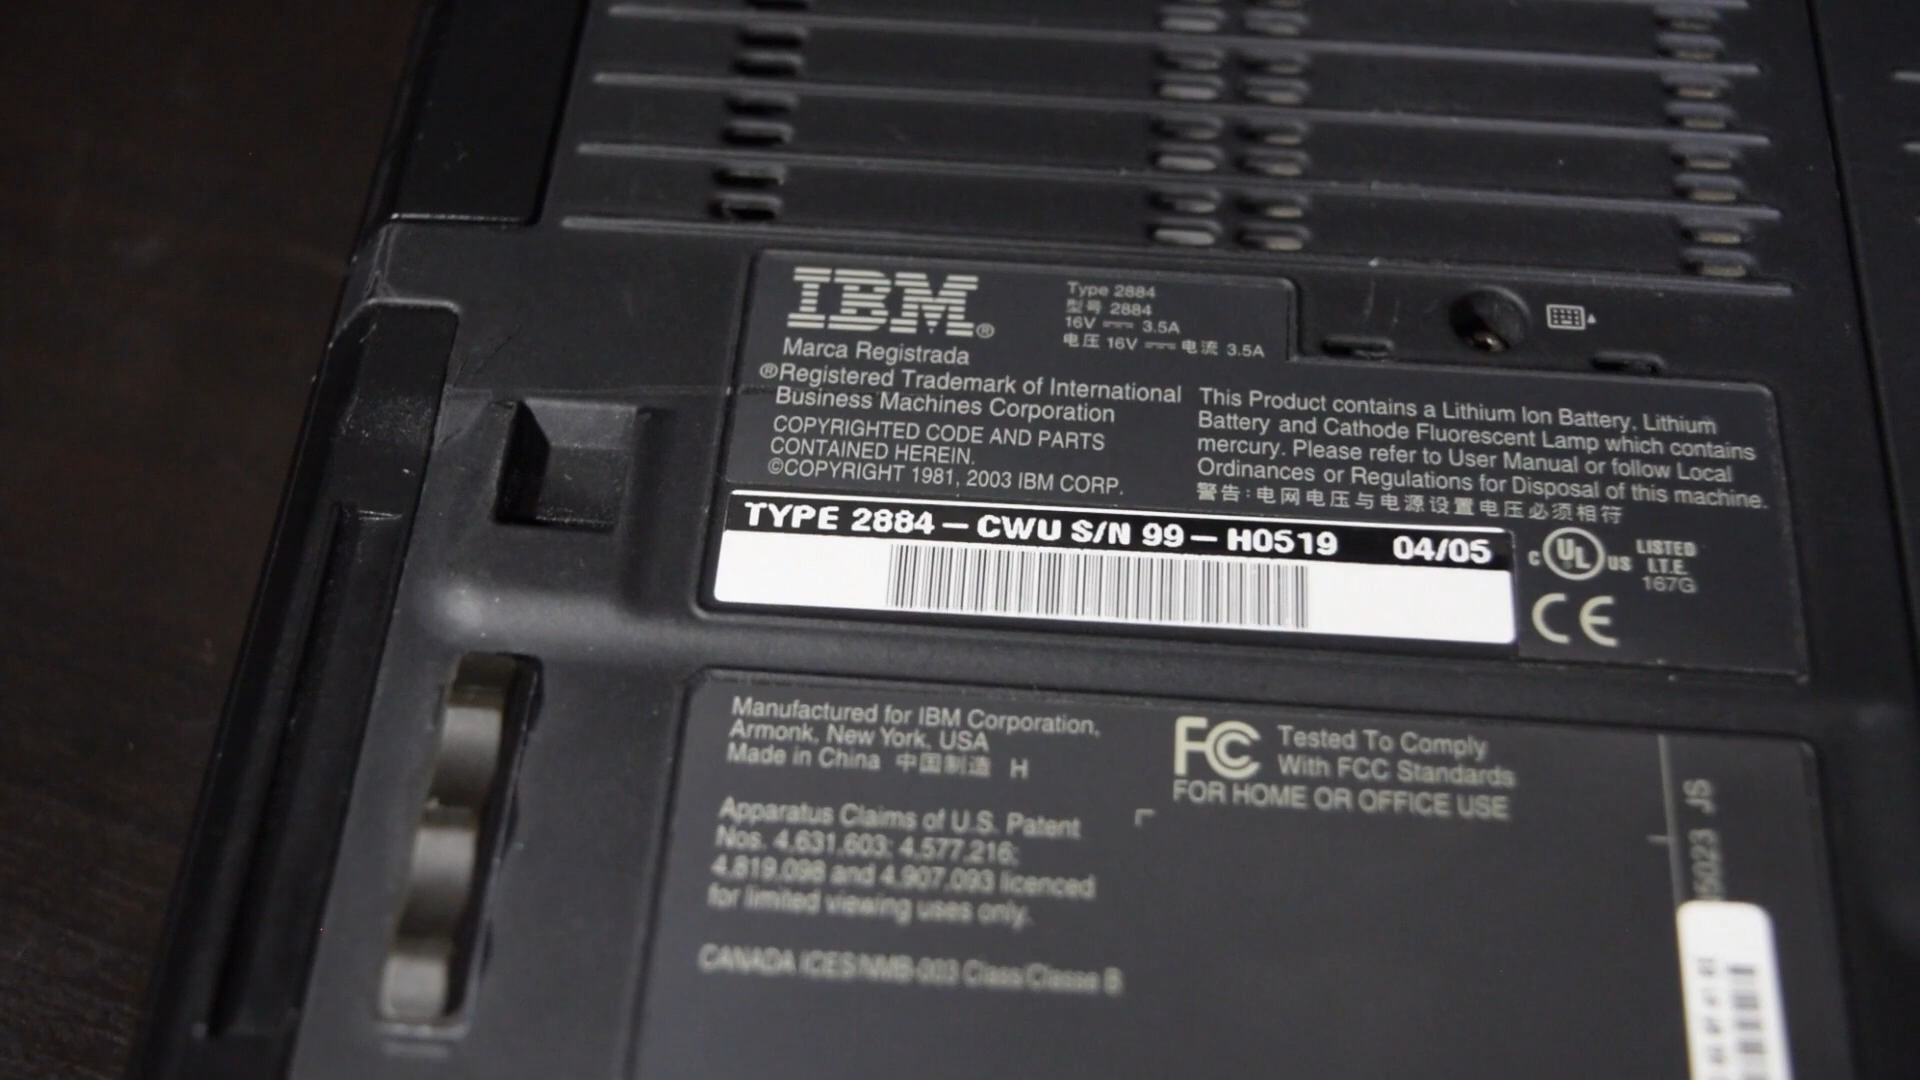 IBM®
Marca Registrada
®Registered Trademark of International
Business Machines Corporation
COPYRIGHTED CODE AND PARTS
CONTAINED HEREIN.
©COPYRIGHT 1981, 2003 IBM CORP.
Type 2884
型号 2884
16V 3.5A
电压 16V 电流 3.5A
This Product contains a Lithium Ion Battery, Lithium
Battery and Cathode Fluorescent Lamp which contains
mercury. Please refer to User Manual or follow Local
Ordinances or Regulations for Disposal of this machine.
警告:电网电压与电源设置电压必须相符
TYPE 2884 – CWU S/N 99 – H0519 04/05
c UL us LISTED
I.T.E.
167G
CE
Manufactured for IBM Corporation,
Armonk, New York, USA
Made in China 中国制造 H
Apparatus Claims of U.S. Patent
Nos. 4,631,603; 4,577,216;
4,819,098 and 4,907,093 licenced
for limited viewing uses only.
CANADA ICES/NMB-003 Class/Classe B
FC Tested To Comply
With FCC Standards
FOR HOME OR OFFICE USE
JS